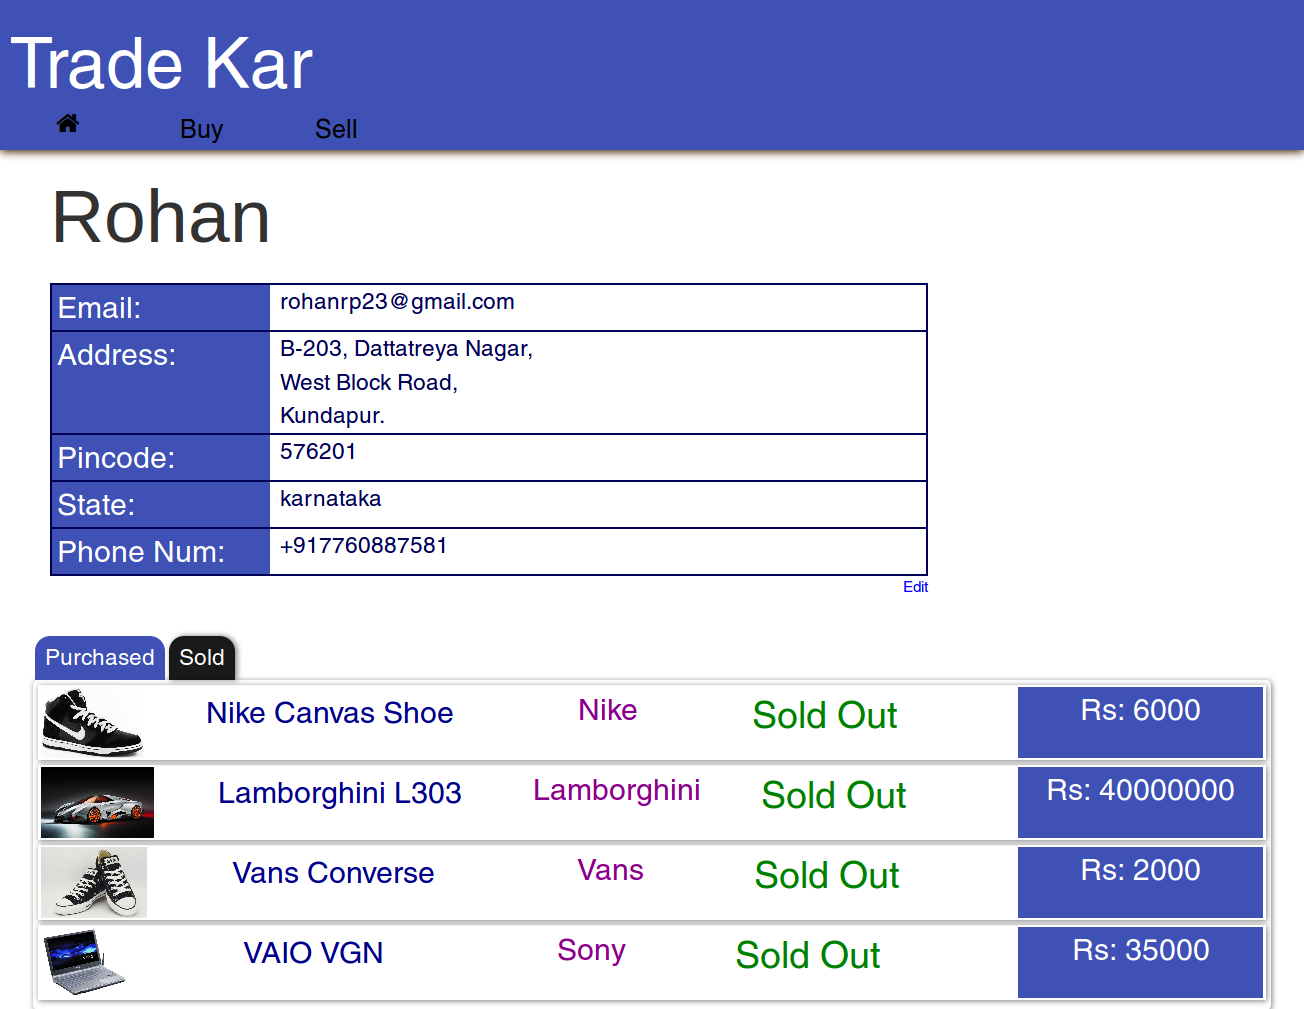 Trade Kar
Buy Sell
Rohan
Email: rohanrp23@gmail.com
Address: B-203, Dattatreya Nagar,
West Block Road,
Kundapur.
Pincode: 576201
State: karnataka
Phone Num: +917760887581
Edit
Purchased Sold
Nike Canvas Shoe Nike Sold Out Rs: 6000
Lamborghini L303 Lamborghini Sold Out Rs: 40000000
Vans Converse Vans Sold Out Rs: 2000
VAIO VGN Sony Sold Out Rs: 35000